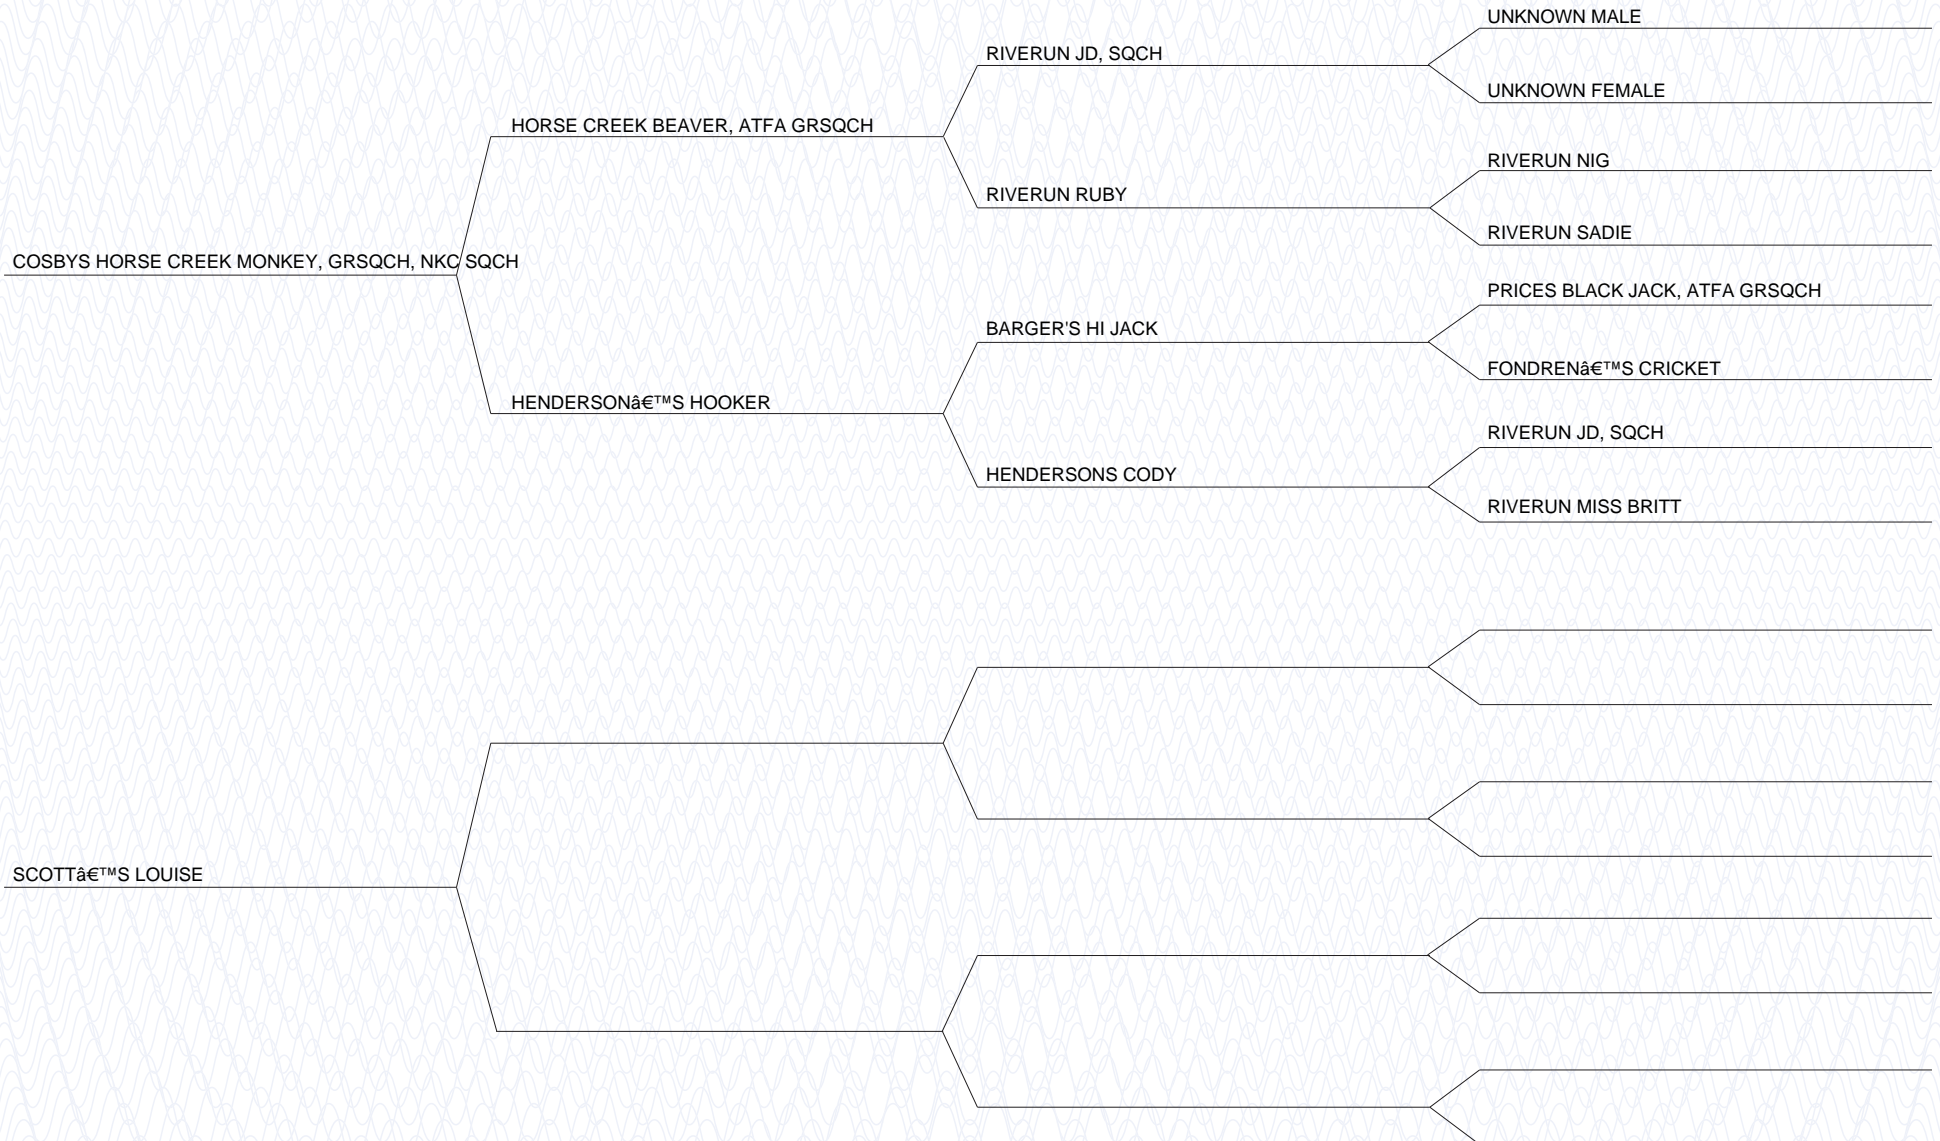 UNKNOWN MALE
RIVERUN JD, SQCH
UNKNOWN FEMALE
HORSE CREEK BEAVER, ATFA GRSQCH
RIVERUN NIG
RIVERUN RUBY
RIVERUN SADIE
COSBYS HORSE CREEK MONKEY, GRSQCH, NKC SQCH
PRICES BLACK JACK, ATFA GRSQCH
BARGER'S HI JACK
FONDRENâ€™S CRICKET
HENDERSONâ€™S HOOKER
RIVERUN JD, SQCH
HENDERSONS CODY
RIVERUN MISS BRITT
SCOTTâ€™S LOUISE